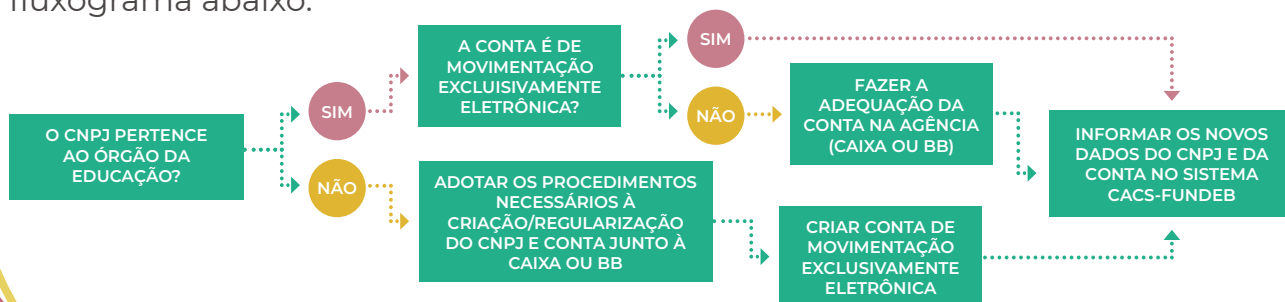 fluxograma abaixo.
O CNPJ PERTENCE
AO ÓRGÃO DA
EDUCAÇÃO?
SIM
NÃO
A CONTA É DE
MOVIMENTAÇÃO
EXCLUISIVAMENTE
ELETRÔNICA?
ADOTAR OS PROCEDIMENTOS
NECESSÁRIOS À
CRIAÇÃO/REGULARIZAÇÃO
DO CNPJ E CONTA JUNTO À
CAIXA OU BB
SIM
NÃO
FAZER A
ADEQUAÇÃO DA
CONTA NA AGÊNCIA
(CAIXA OU BB)
CRIAR CONTA DE
MOVIMENTAÇÃO
EXCLUSIVAMENTE
ELETRÔNICA
INFORMAR OS NOVOS
DADOS DO CNPJ E DA
CONTA NO SISTEMA
CACS-FUNDEB